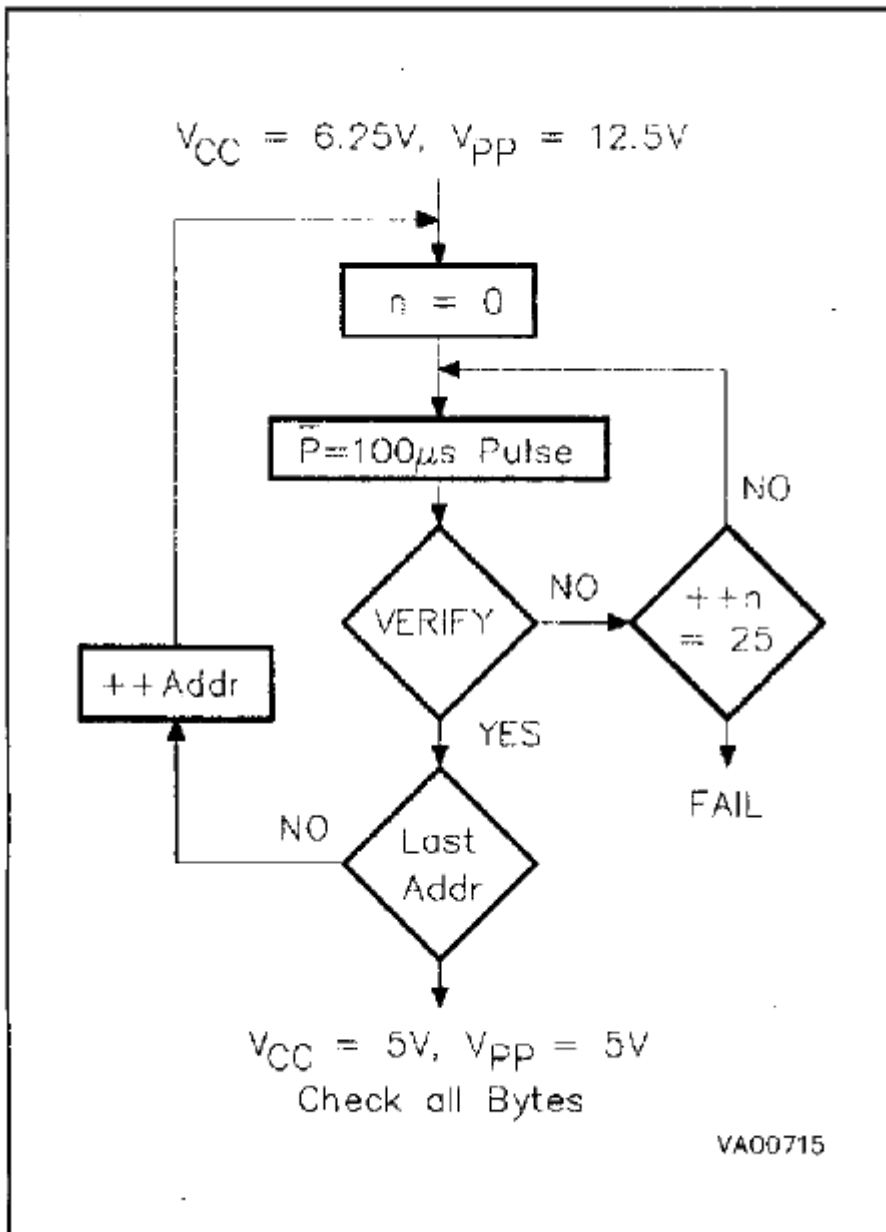 VCC = 6.25V, VPP = 12.5V
n = 0
P̅=100μs Pulse
NO
VERIFY
NO
++n
= 25
++Addr
YES
FAIL
NO
Last
Addr
VCC = 5V, VPP = 5V
Check all Bytes
VA00715